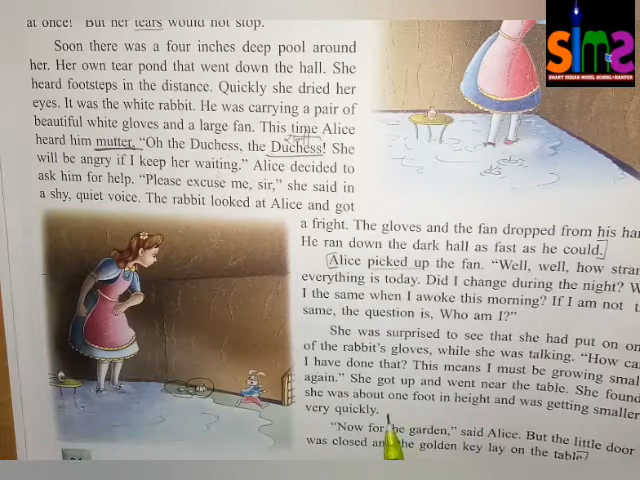 at once! But her tears would not stop.
Soon there was a four inches deep pool around
her. Her own tear pond that went down the hall. She
heard footsteps in the distance. Quickly she dried her
eyes. It was the white rabbit. He was carrying a pair of
beautiful white gloves and a large fan. This time Alice
heard him mutter, “Oh the Duchess, the Duchess! She
will be angry if I keep her waiting.” Alice decided to
ask him for help. “Please excuse me, sir,” she said in
a shy, quiet voice. The rabbit looked at Alice and got
a fright. The gloves and the fan dropped from his
He ran down the dark hall as fast as he could.
Alice picked up the fan. “Well, well, how
everything is today. Did I change during the night?
I the same when I awoke this morning? If I am not
same, the question is, Who am I?”
She was surprised to see that she had put on
of the rabbit's gloves, while she was talking. “How
I have done that? This means I must be growing
again.” She got up and went near the table. She found
she was about one foot in height and was getting smaller
very quickly.
“Now for the garden,” said Alice. But the little door
was closed and the golden key lay on the table
SIMS
SMART INDIAN MODEL SCHOOL